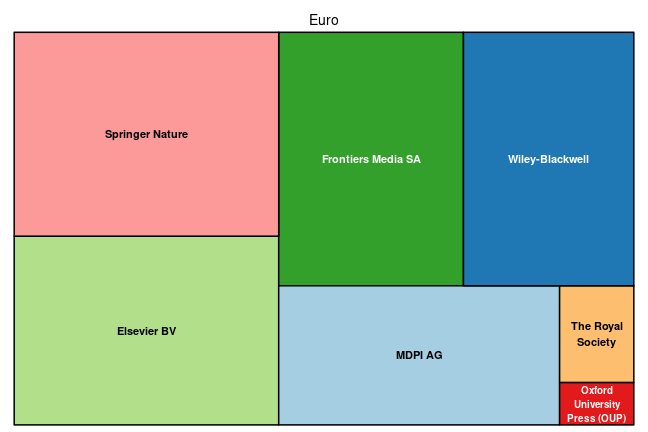 Euro
Springer Nature
Frontiers Media SA
Wiley-Blackwell
Elsevier BV
MDPI AG
The Royal
Society
Oxford
University
Press (OUP)